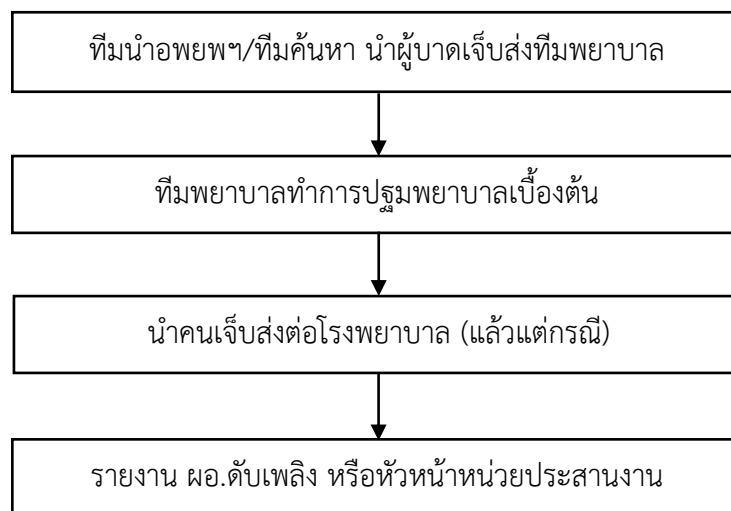 ทีมนำอพยพฯ/ทีมค้นหา นำผู้บาดเจ็บส่งทีมพยาบาล
ทีมพยาบาลทำการปฐมพยาบาลเบื้องต้น
นำคนเจ็บส่งต่อโรงพยาบาล (แล้วแต่กรณี)
รายงาน ผอ.ดับเพลิง หรือหัวหน้าหน่วยประสานงาน